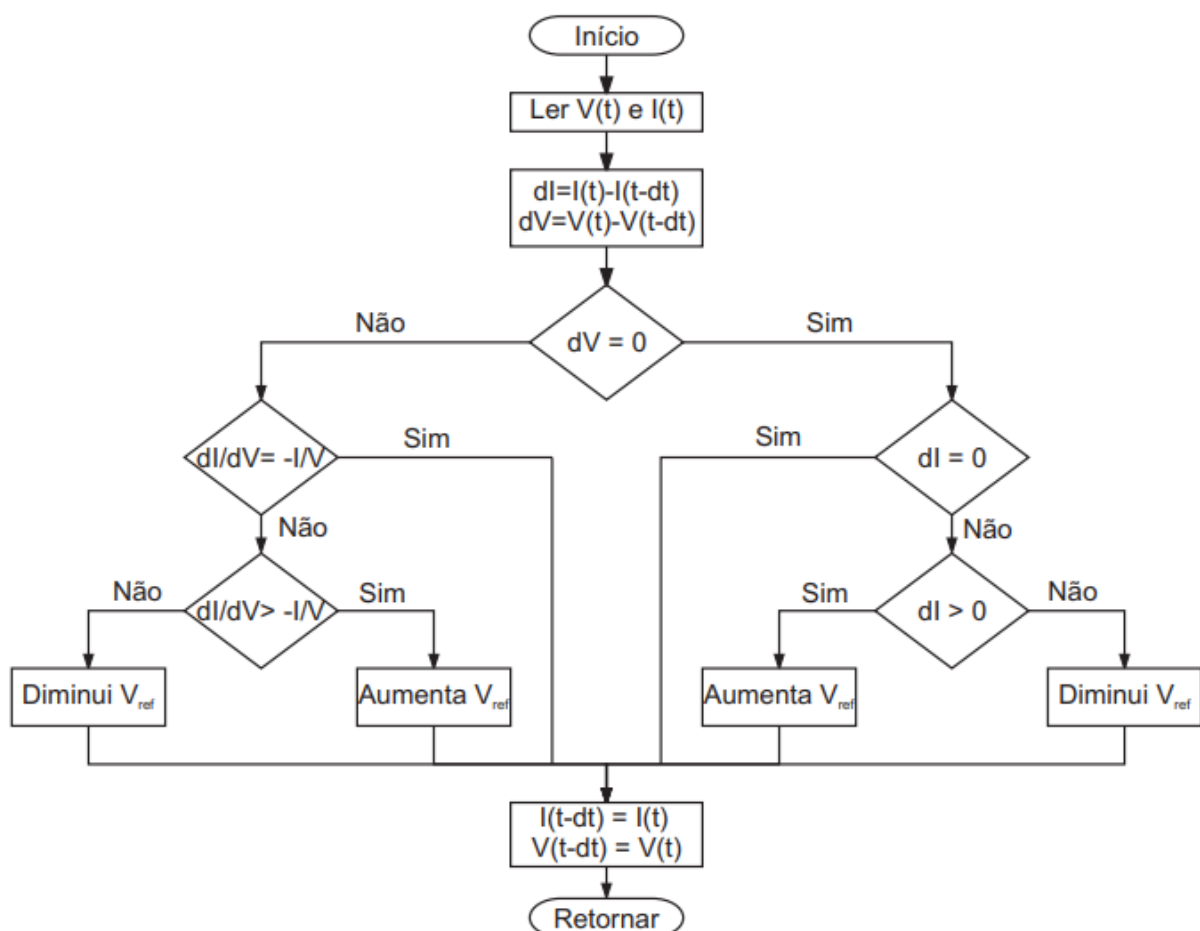 Início
Ler V(t) e I(t)
dI=I(t)-I(t-dt)
dV=V(t)-V(t-dt)
Não
Sim
dV = 0
dI/dV= -I/V
Sim
Sim
dI = 0
Não
Não
Não
dI/dV> -I/V
Sim
Sim
dI > 0
Não
Diminui Vref
Aumenta Vref
Aumenta Vref
Diminui Vref
I(t-dt) = I(t)
V(t-dt) = V(t)
Retornar